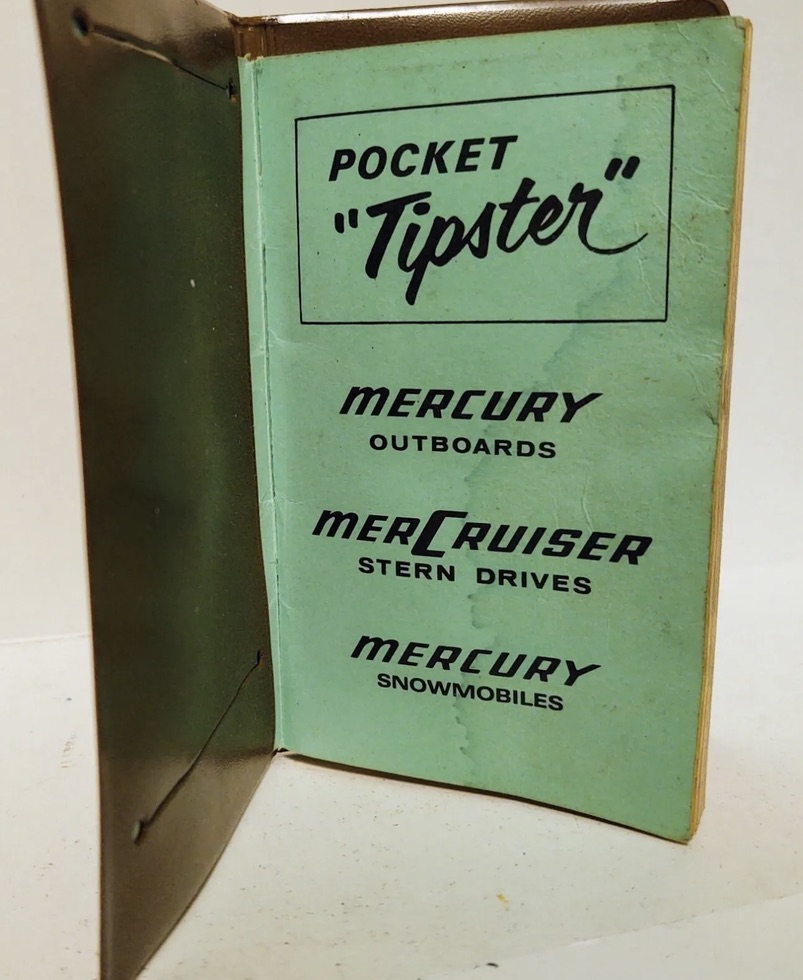 POCKET
"Tipster"
MERCURY
OUTBOARDS
MERCRUISER
STERN DRIVES
MERCURY
SNOWMOBILES